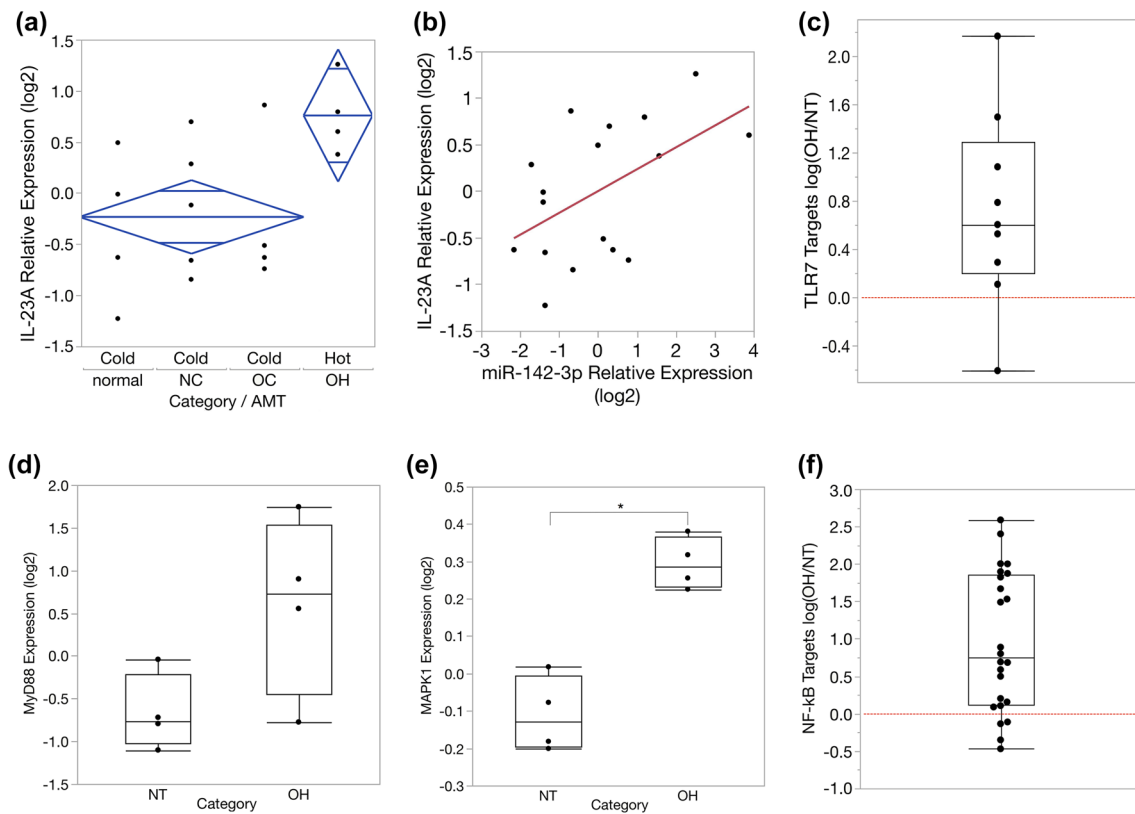 (a)
IL-23A Relative Expression (log2)
1.5
1.0
0.5
0.0
-0.5
-1.0
-1.5
Cold Cold Cold Hot
normal NC OC OH
Category / AMT
(b)
IL-23A Relative Expression (log2)
1.5
1
0.5
0
-0.5
-1
-1.5
-3 -2 -1 0 1 2 3 4
miR-142-3p Relative Expression
(log2)
(c)
TLR7 Targets log(OH/NT)
2.0
1.6
1.2
0.8
0.4
0.0
-0.4
(d)
MyD88 Expression (log2)
2.0
1.5
1.0
0.5
0.0
-0.5
-1.0
-1.5
NT OH
Category
(e)
MAPK1 Expression (log2)
0.5
0.4
0.3
0.2
0.1
0.0
-0.1
-0.2
-0.3
*
NT OH
Category
(f)
NF-kB Targets log(OH/NT)
3.0
2.5
2.0
1.5
1.0
0.5
0.0
-0.5
-1.0